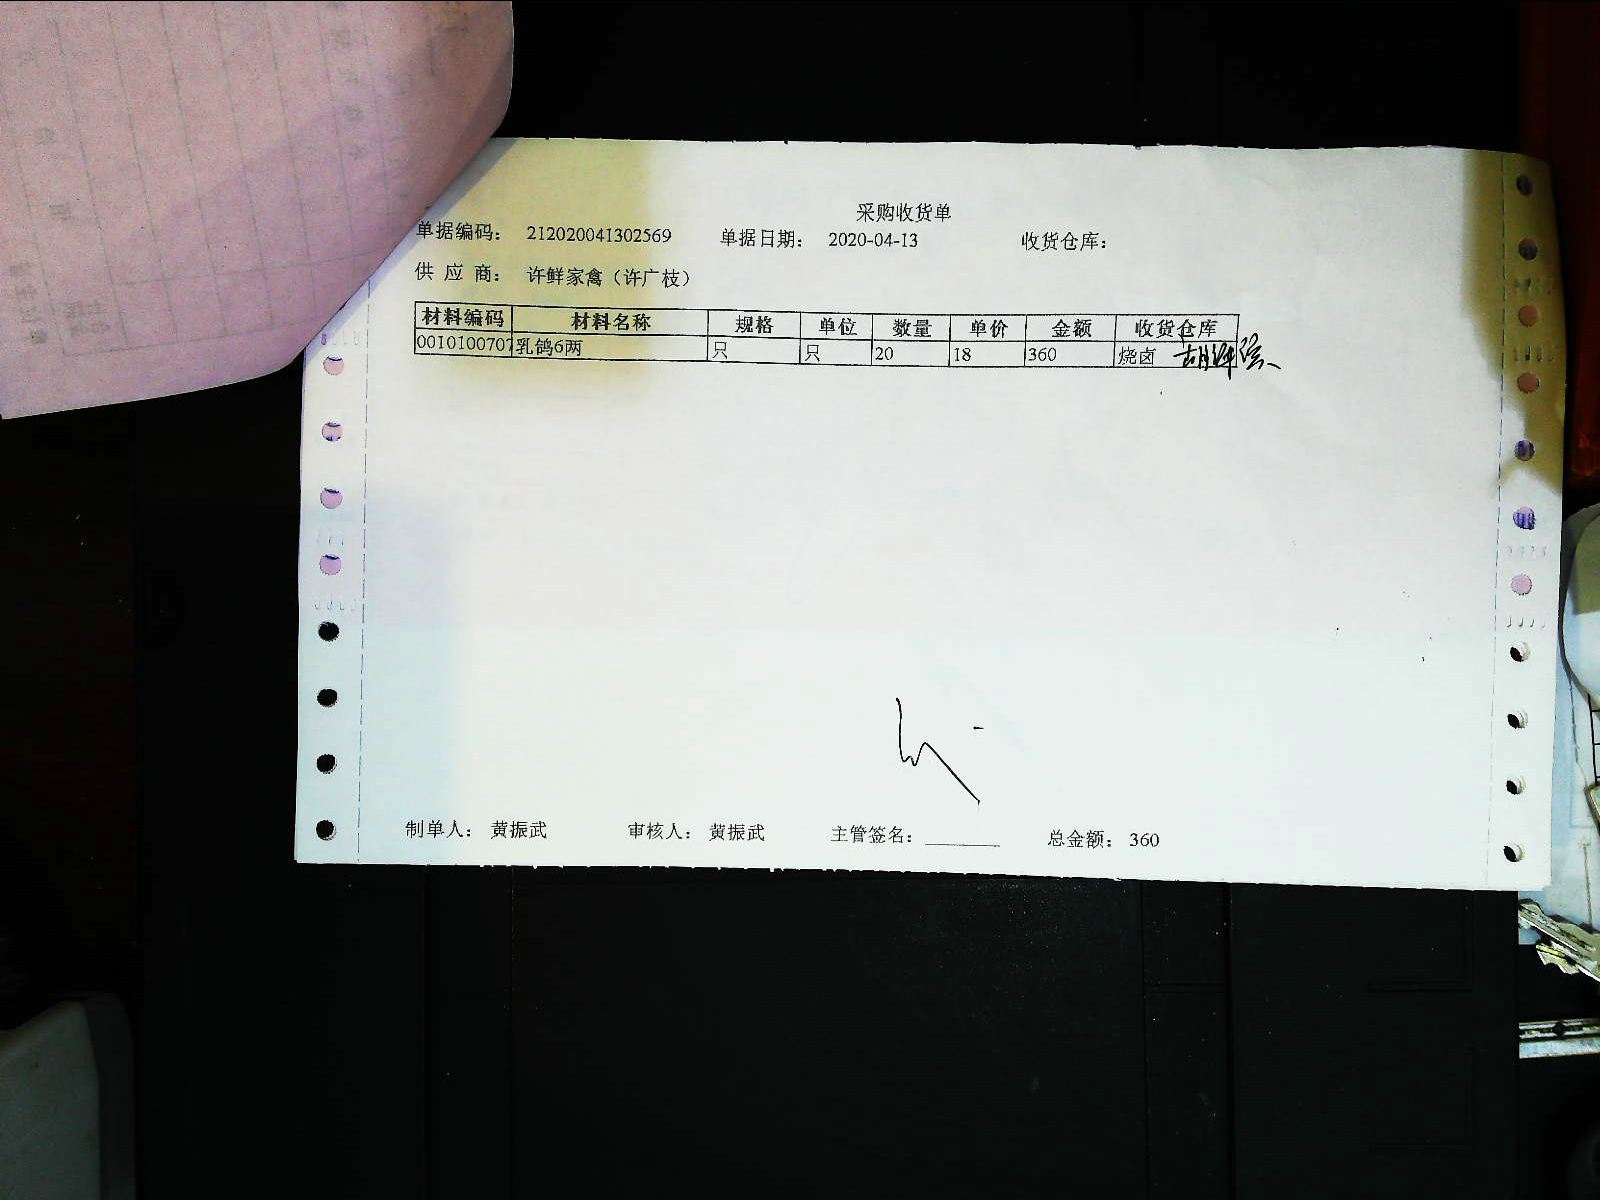 采购收货单
单据编码： 212020041302569 单据日期： 2020-04-13 收货仓库：
供 应 商： 许鲜家禽（许广枝）
材料编码 材料名称 规格 单位 数量 单价 金额 收货仓库
0010100707 乳鸽6两 只 只 20 18 360 烧卤
制单人： 黄振武 审核人： 黄振武 主管签名： 总金额： 360